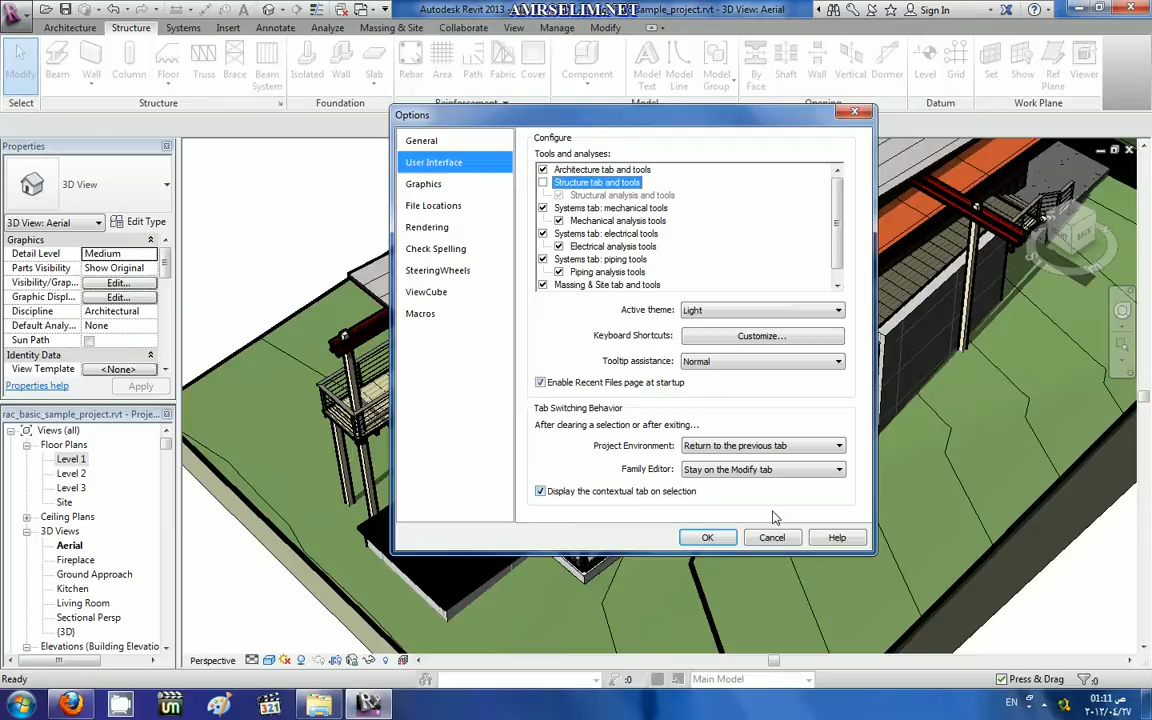 Autodesk Revit 2013
AMRSELIM.NET
sample_project.rvt - 3D View: Aerial
Sign In
Architecture Structure Systems Insert Annotate Analyze Massing & Site Collaborate View Manage Modify
Modify Beam Wall Column Floor Truss Brace Beam System Isolated Wall Slab Rebar Area Path Fabric Cover Component Model Text Model Line Model Group By Face Shaft Wall Vertical Dormer Level Grid Set Show Ref Plane Viewer
Select Structure Foundation Reinforcement Model Opening Datum Work Plane
Properties
3D View
3D View: Aerial Edit Type
Graphics
Detail Level Medium
Parts Visibility Show Original
Visibility/Grap... Edit...
Graphic Displ... Edit...
Discipline Architectural
Default Analy... None
Sun Path
Identity Data
View Template <None>
Properties help Apply
rac_basic_sample_project.rvt - Proje...
Views (all)
Floor Plans
Level 1
Level 2
Level 3
Site
Ceiling Plans
3D Views
Aerial
Fireplace
Ground Approach
Kitchen
Living Room
Sectional Persp
{3D}
Elevations (Building Elevatio
Options
General
User Interface
Graphics
File Locations
Rendering
Check Spelling
SteeringWheels
ViewCube
Macros
Configure
Tools and analyses:
Architecture tab and tools
Structure tab and tools
Structural analysis and tools
Systems tab: mechanical tools
Mechanical analysis tools
Systems tab: electrical tools
Electrical analysis tools
Systems tab: piping tools
Piping analysis tools
Massing & Site tab and tools
Active theme: Light
Keyboard Shortcuts: Customize...
Tooltip assistance: Normal
Enable Recent Files page at startup
Tab Switching Behavior
After clearing a selection or after exiting...
Project Environment: Return to the previous tab
Family Editor: Stay on the Modify tab
Display the contextual tab on selection
OK Cancel Help
BACK
Perspective
Ready
:0
Main Model
Press & Drag
:0
EN
01:11 ص
٢٠١٢/٠٤/٢٧